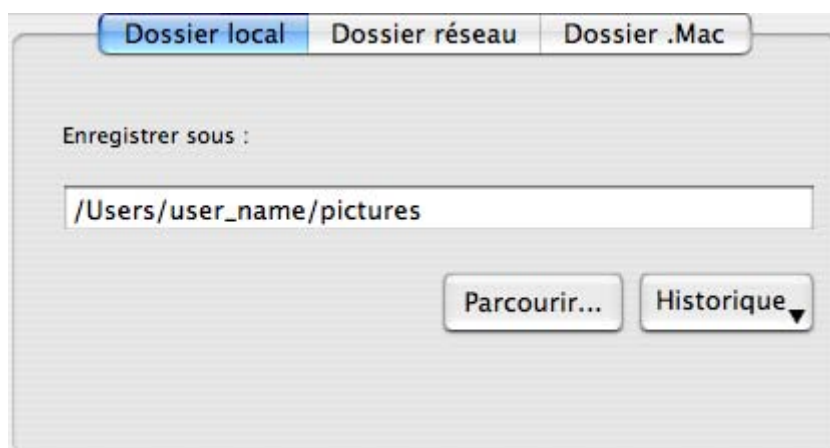 Dossier local Dossier réseau Dossier .Mac
Enregistrer sous :
/Users/user_name/pictures
Parcourir... Historique